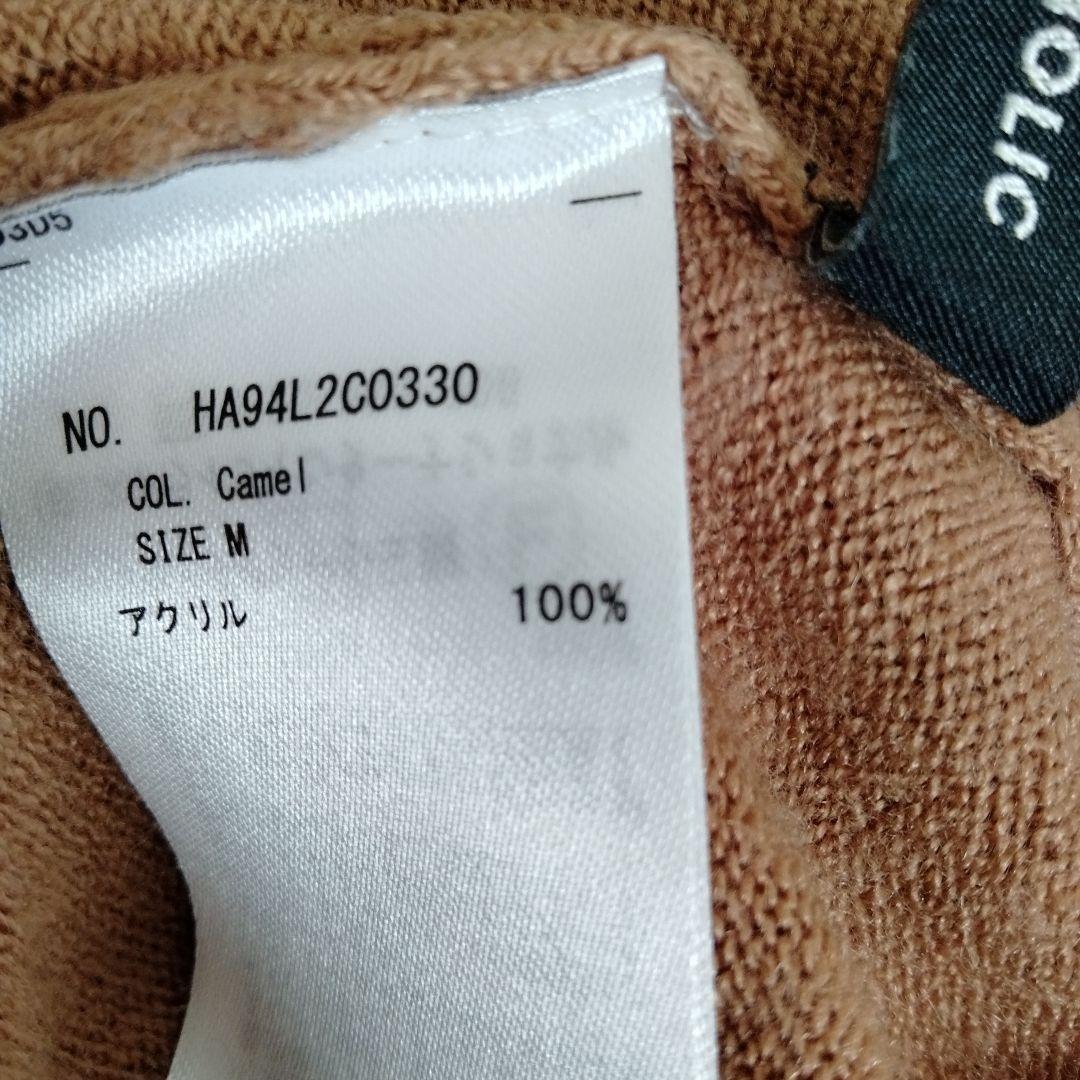 NO. HA94L2C0330
COL. Camel
SIZE M
アクリル 100%
OLIC